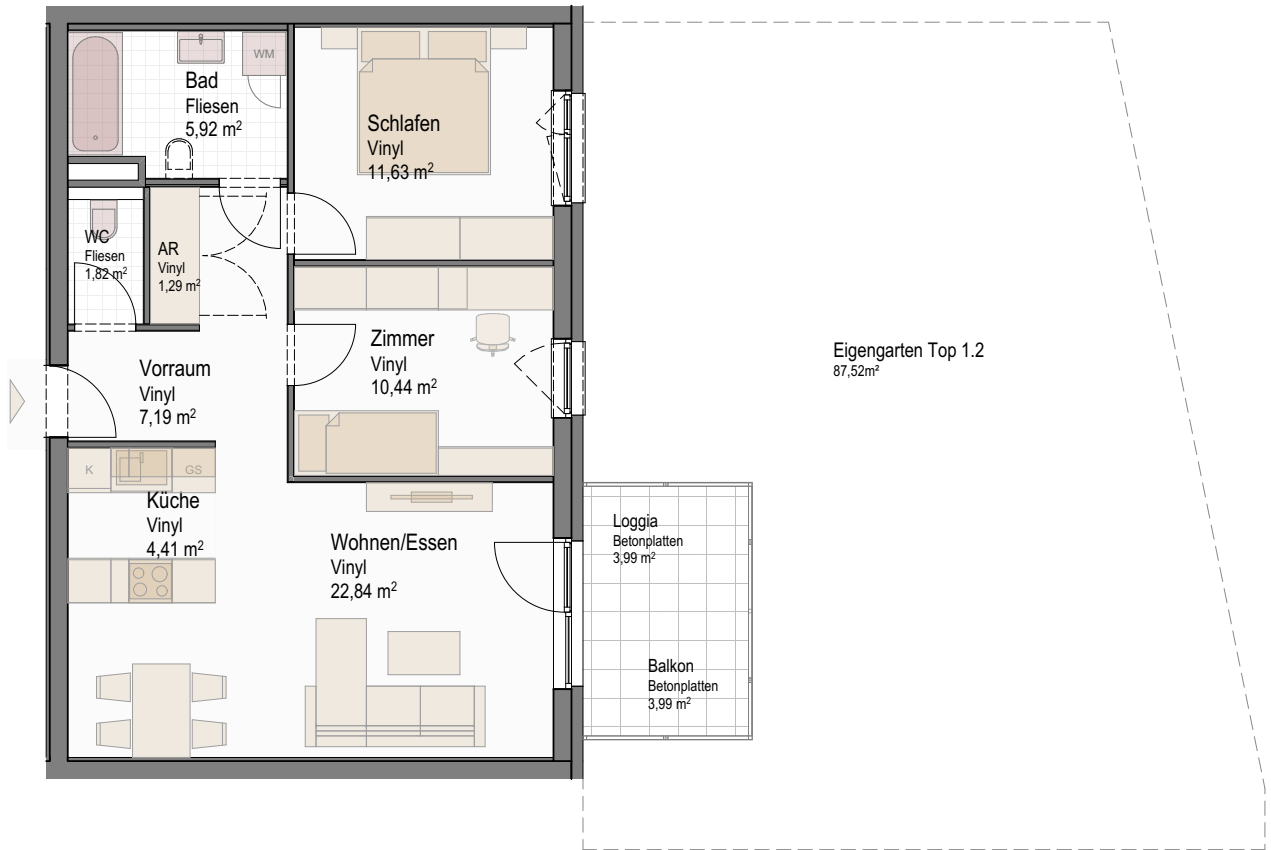 Bad
Fliesen
5,92 m²
WM
Schlafen
Vinyl
11,63 m²
WC
Fliesen
1,82 m²
AR
Vinyl
1,29 m²
Zimmer
Vinyl
10,44 m²
Eigengarten Top 1.2
87,52m²
Vorraum
Vinyl
7,19 m²
K
GS
Küche
Vinyl
4,41 m²
Wohnen/Essen
Vinyl
22,84 m²
Loggia
Betonplatten
3,99 m²
Balkon
Betonplatten
3,99 m²